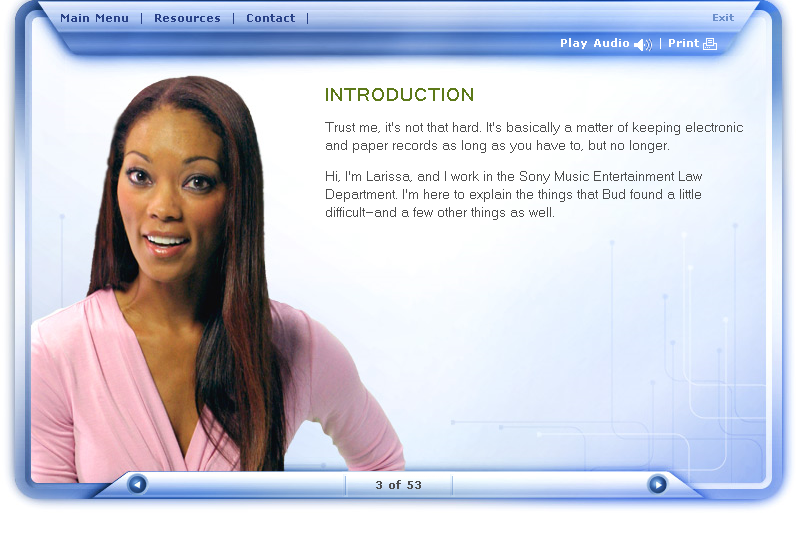 Main Menu | Resources | Contact |
Exit
Play Audio | Print
INTRODUCTION
Trust me, it's not that hard. It's basically a matter of keeping electronic
and paper records as long as you have to, but no longer.
Hi, I'm Larissa, and I work in the Sony Music Entertainment Law
Department. I'm here to explain the things that Bud found a little
difficult—and a few other things as well.
3 of 53